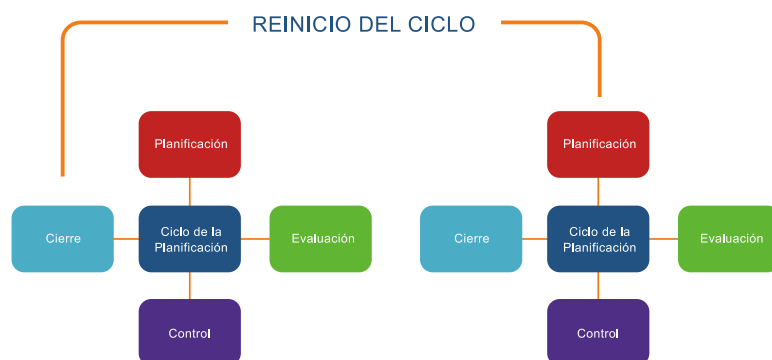 REINICIO DEL CICLO
Planificación
Cierre
Ciclo de la
Planificación
Evaluación
Control
Planificación
Cierre
Ciclo de la
Planificación
Evaluación
Control